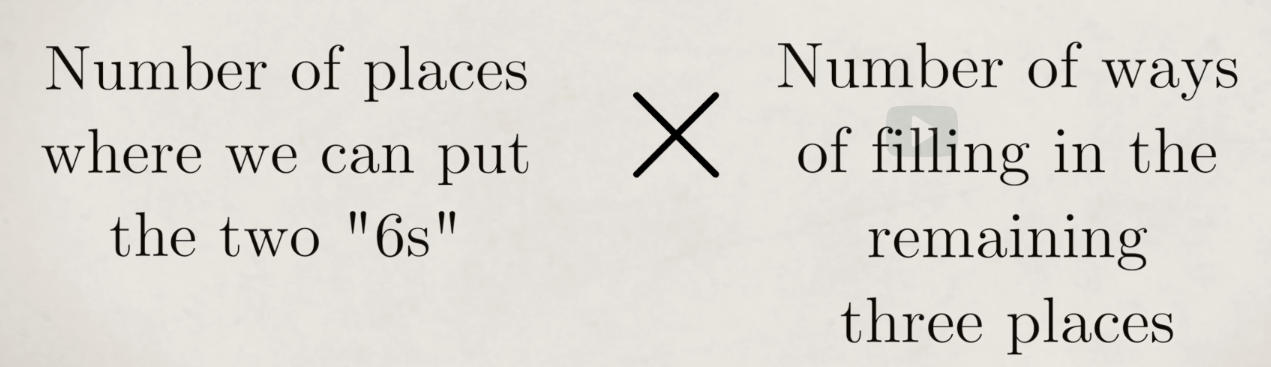 Number of places
where we can put
the two "6s"
×
Number of ways
of filling in the
remaining
three places